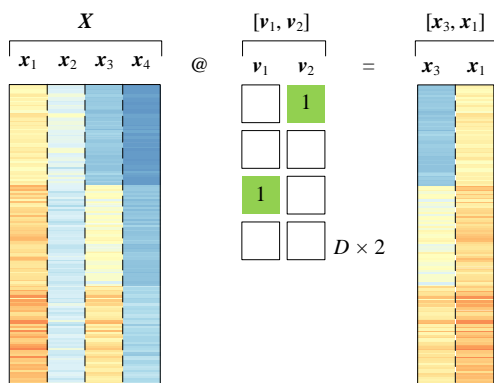 X [v₁, v₂] [x₃, x₁]
x₁ x₂ x₃ x₄ @ v₁ v₂ = x₃ x₁
1
1
D × 2